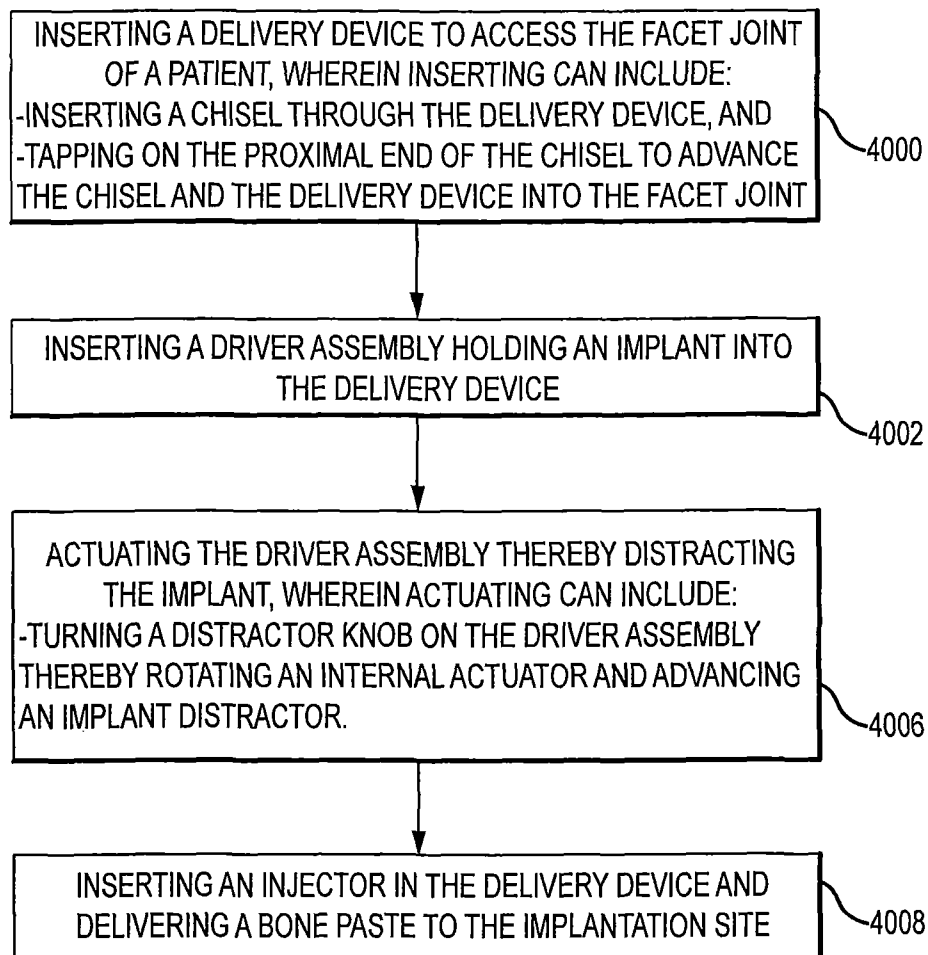 INSERTING A DELIVERY DEVICE TO ACCESS THE FACET JOINT
OF A PATIENT, WHEREIN INSERTING CAN INCLUDE:
-INSERTING A CHISEL THROUGH THE DELIVERY DEVICE, AND
-TAPPING ON THE PROXIMAL END OF THE CHISEL TO ADVANCE
THE CHISEL AND THE DELIVERY DEVICE INTO THE FACET JOINT
4000
INSERTING A DRIVER ASSEMBLY HOLDING AN IMPLANT INTO
THE DELIVERY DEVICE
4002
ACTUATING THE DRIVER ASSEMBLY THEREBY DISTRACTING
THE IMPLANT, WHEREIN ACTUATING CAN INCLUDE:
-TURNING A DISTRACTOR KNOB ON THE DRIVER ASSEMBLY
THEREBY ROTATING AN INTERNAL ACTUATOR AND ADVANCING
AN IMPLANT DISTRACTOR.
4006
INSERTING AN INJECTOR IN THE DELIVERY DEVICE AND
DELIVERING A BONE PASTE TO THE IMPLANTATION SITE
4008